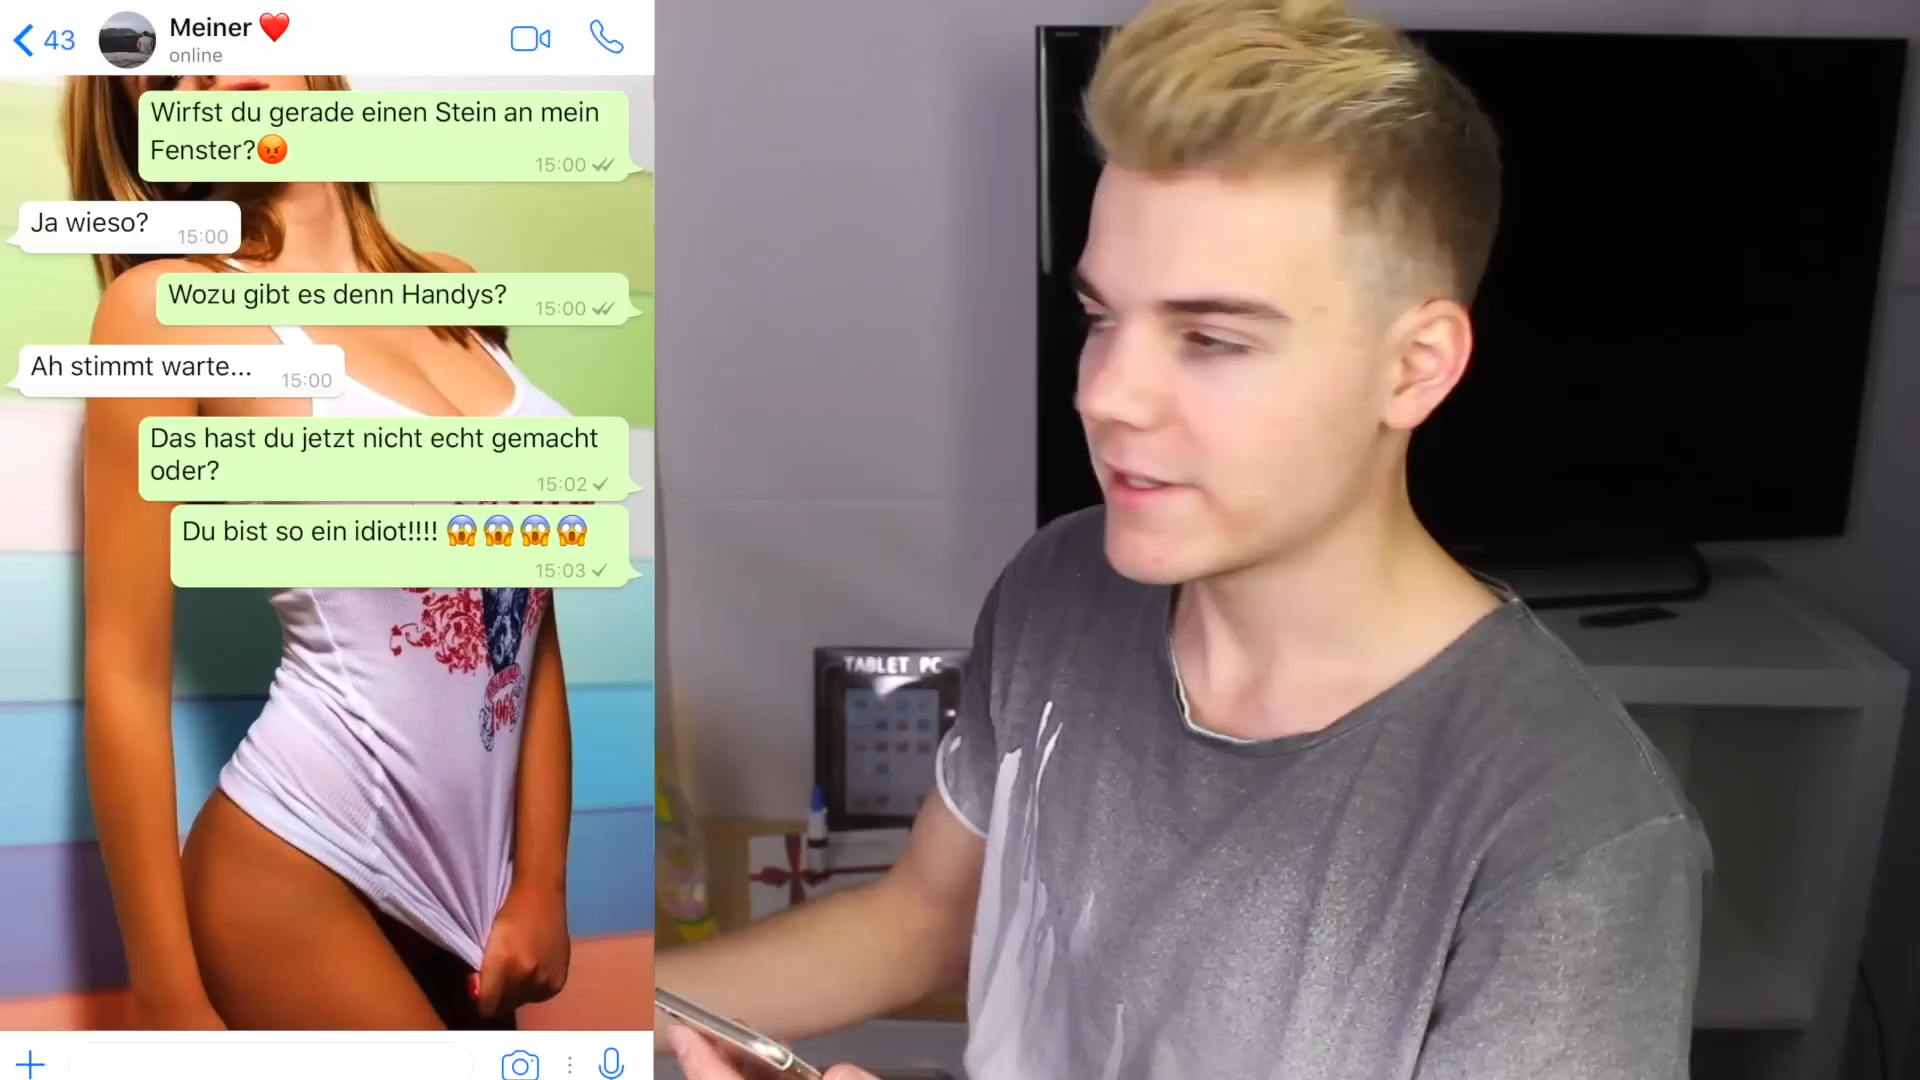 43
Meiner ❤️
online
Wirfst du gerade einen Stein an mein
Fenster?😡
15:00
Ja wieso?
15:00
Wozu gibt es denn Handys?
15:00
Ah stimmt warte...
15:00
Das hast du jetzt nicht echt gemacht
oder?
15:02
Du bist so ein idiot!!!! 😱😱😱😱
15:03
196
TABLET PC